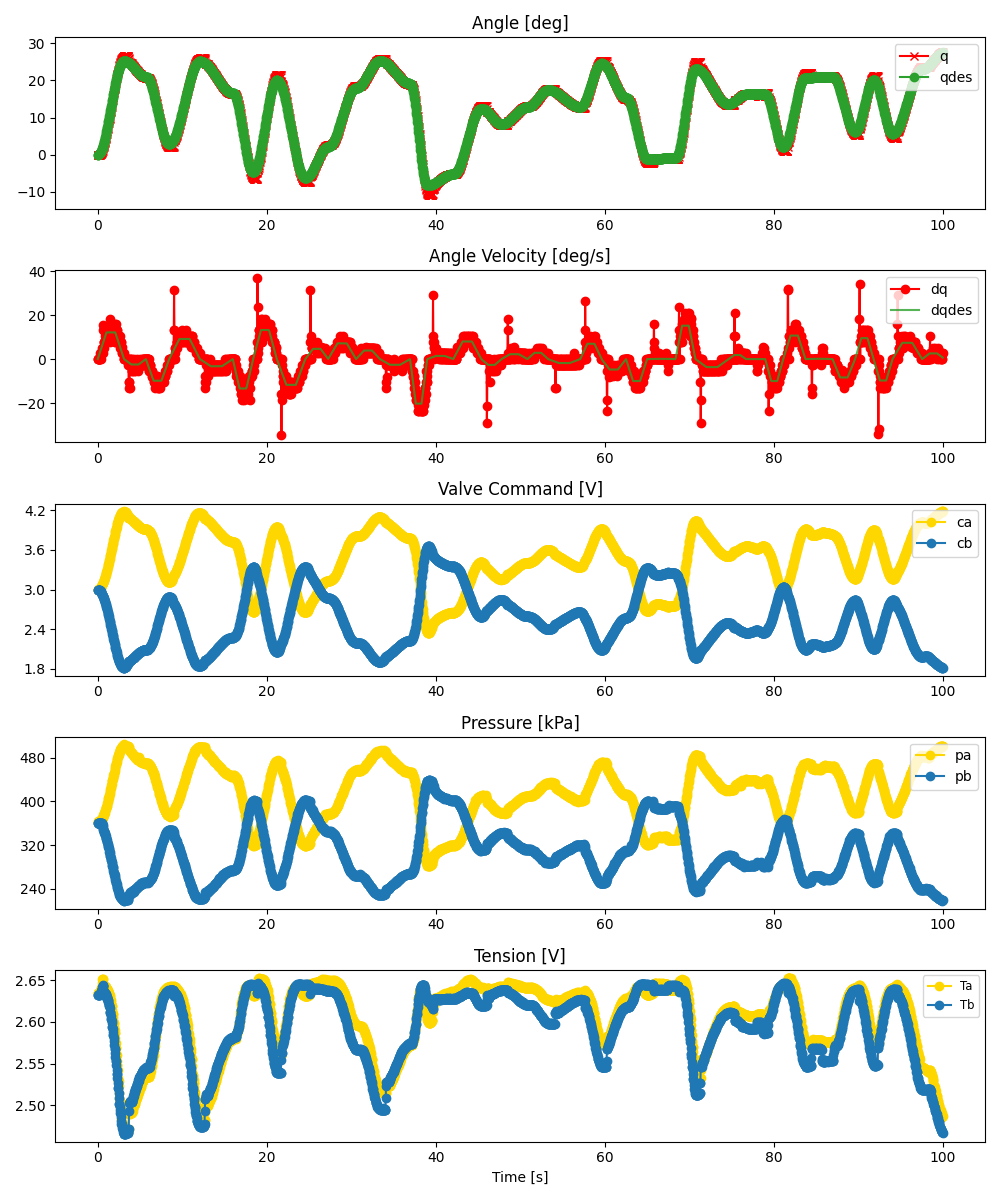 Angle [deg]
30
20
10
0
−10
q
qdes
0 20 40 60 80 100
Angle Velocity [deg/s]
40
20
0
−20
dq
dqdes
0 20 40 60 80 100
Valve Command [V]
4.2
3.6
3.0
2.4
1.8
ca
cb
0 20 40 60 80 100
Pressure [kPa]
480
400
320
240
pa
pb
0 20 40 60 80 100
Tension [V]
2.65
2.60
2.55
2.50
Ta
Tb
0 20 40 60 80 100
Time [s]